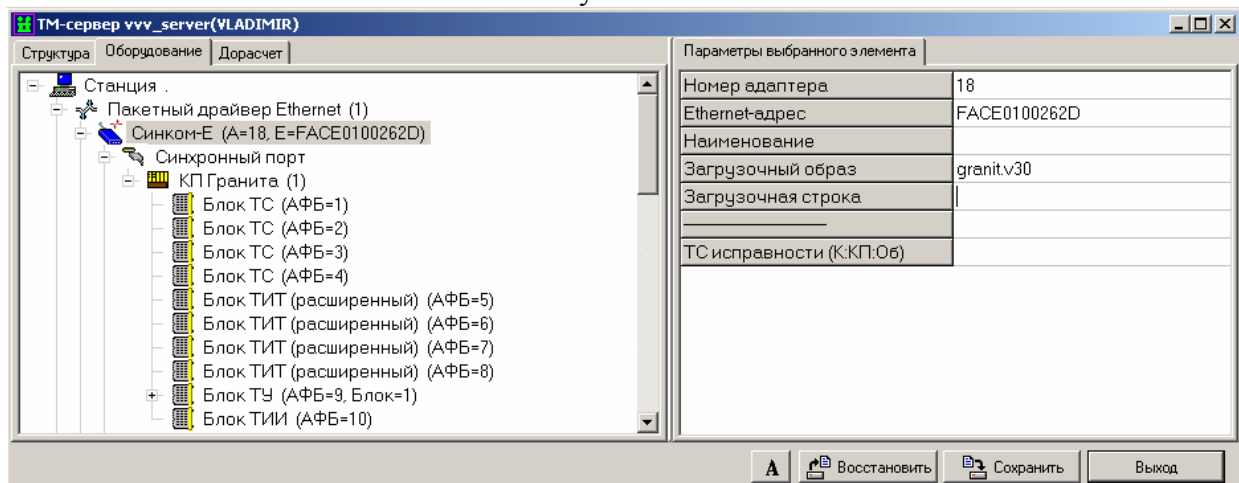 ТМ-сервер vvv_server(VLADIMIR)
Структура Оборудование Дорасчет
Станция .
Пакетный драйвер Ethernet (1)
Синком-Е (А=18, E=FACE0100262D)
Синхронный порт
КП Гранита (1)
Блок ТС (АФБ=1)
Блок ТС (АФБ=2)
Блок ТС (АФБ=3)
Блок ТС (АФБ=4)
Блок ТИТ (расширенный) (АФБ=5)
Блок ТИТ (расширенный) (АФБ=6)
Блок ТИТ (расширенный) (АФБ=7)
Блок ТИТ (расширенный) (АФБ=8)
Блок ТУ (АФБ=9, Блок=1)
Блок ТИИ (АФБ=10)
Параметры выбранного элемента
Номер адаптера 18
Ethernet-адрес FACE0100262D
Наименование
Загрузочный образ granit.v30
Загрузочная строка
ТС исправности (К:КП:Об)
A Восстановить Сохранить Выход